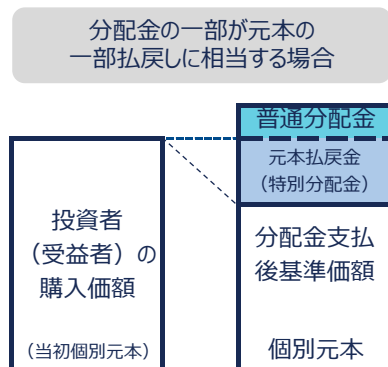 分配金の一部が元本の
一部払戻しに相当する場合
普通分配金
元本払戻金
（特別分配金）
投資者
（受益者）の
購入価額
（当初個別元本）
分配金支払
後基準価額
個別元本